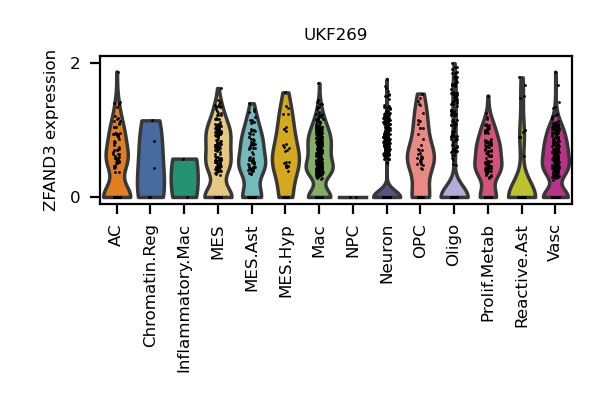 UKF269
ZFAND3 expression
2
0
AC
Chromatin.Reg
Inflammatory.Mac
MES
MES.Ast
MES.Hyp
Mac
NPC
Neuron
OPC
Oligo
Prolif.Metab
Reactive.Ast
Vasc